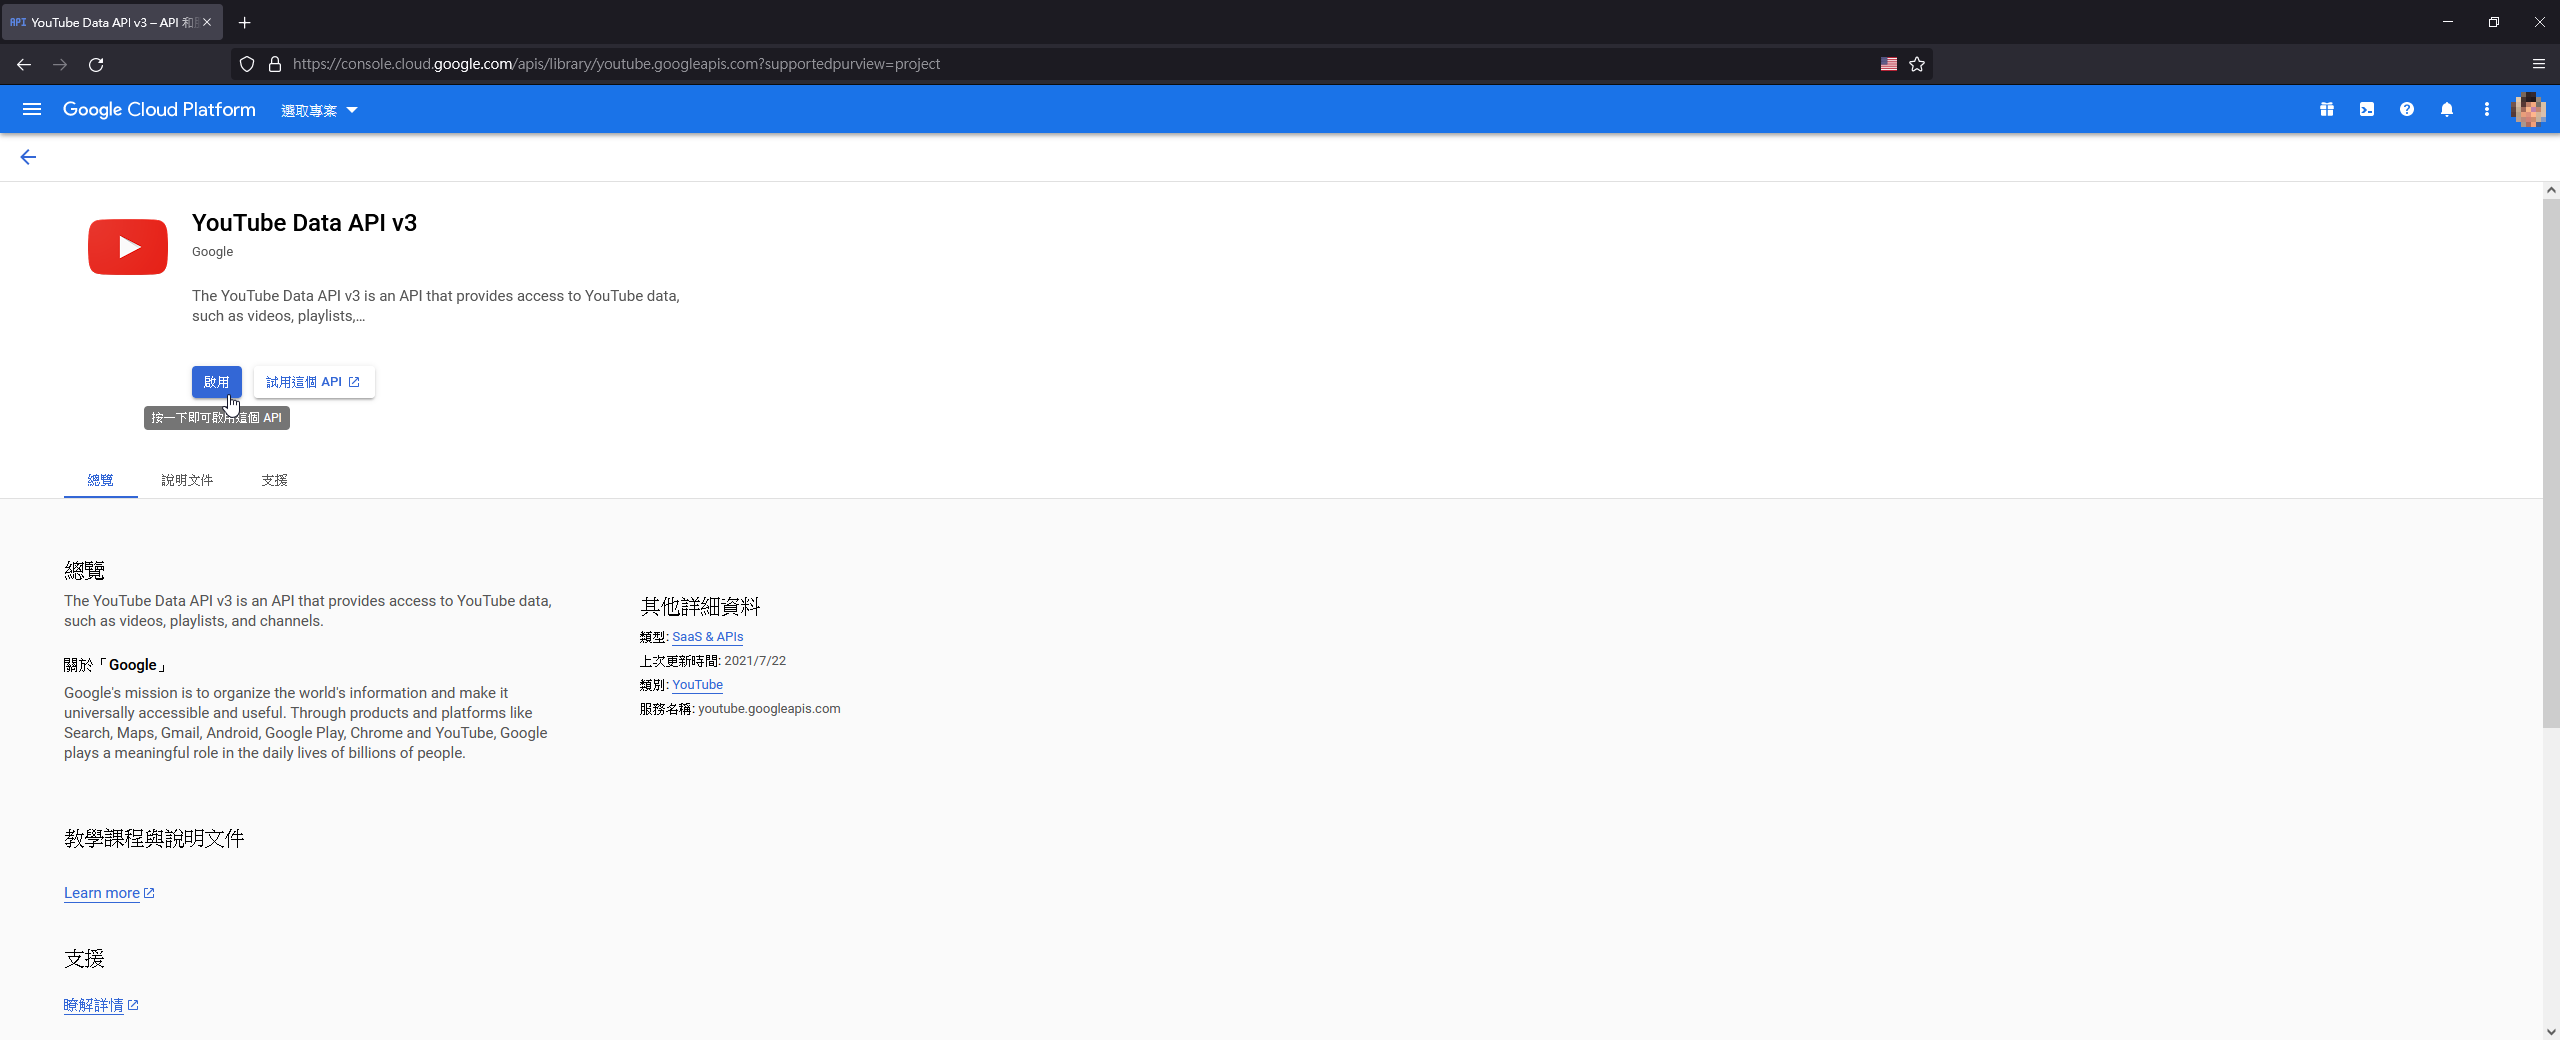 API YouTube Data API v3 – API 和
https://console.cloud.google.com/apis/library/youtube.googleapis.com?supportedpurview=project
Google Cloud Platform 選取專案
YouTube Data API v3
Google
The YouTube Data API v3 is an API that provides access to YouTube data,
such as videos, playlists,...
啟用 試用這個 API
按一下即可啟用這個 API
總覽 說明文件 支援
總覽
The YouTube Data API v3 is an API that provides access to YouTube data,
such as videos, playlists, and channels.
關於「Google」
Google's mission is to organize the world's information and make it
universally accessible and useful. Through products and platforms like
Search, Maps, Gmail, Android, Google Play, Chrome and YouTube, Google
plays a meaningful role in the daily lives of billions of people.
其他詳細資料
類型: SaaS & APIs
上次更新時間: 2021/7/22
類別: YouTube
服務名稱: youtube.googleapis.com
教學課程與說明文件
Learn more
支援
瞭解詳情